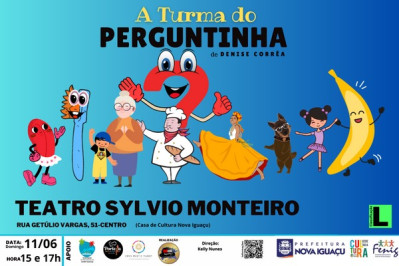 A Turma do
PERGUNTINHA
de DENISE CORRÊA
TEATRO SYLVIO MONTEIRO
RUA GETÚLIO VARGAS, 51-CENTRO (Casa de Cultura Nova Iguaçu)
L
DATA: 11/06
Domingo
HORA 15 e 17h
APOIO
REALIZAÇÃO
Direção:
Kelly Nunes
PREFEITURA
NOVA IGUAÇU
CULTURA
Fenig